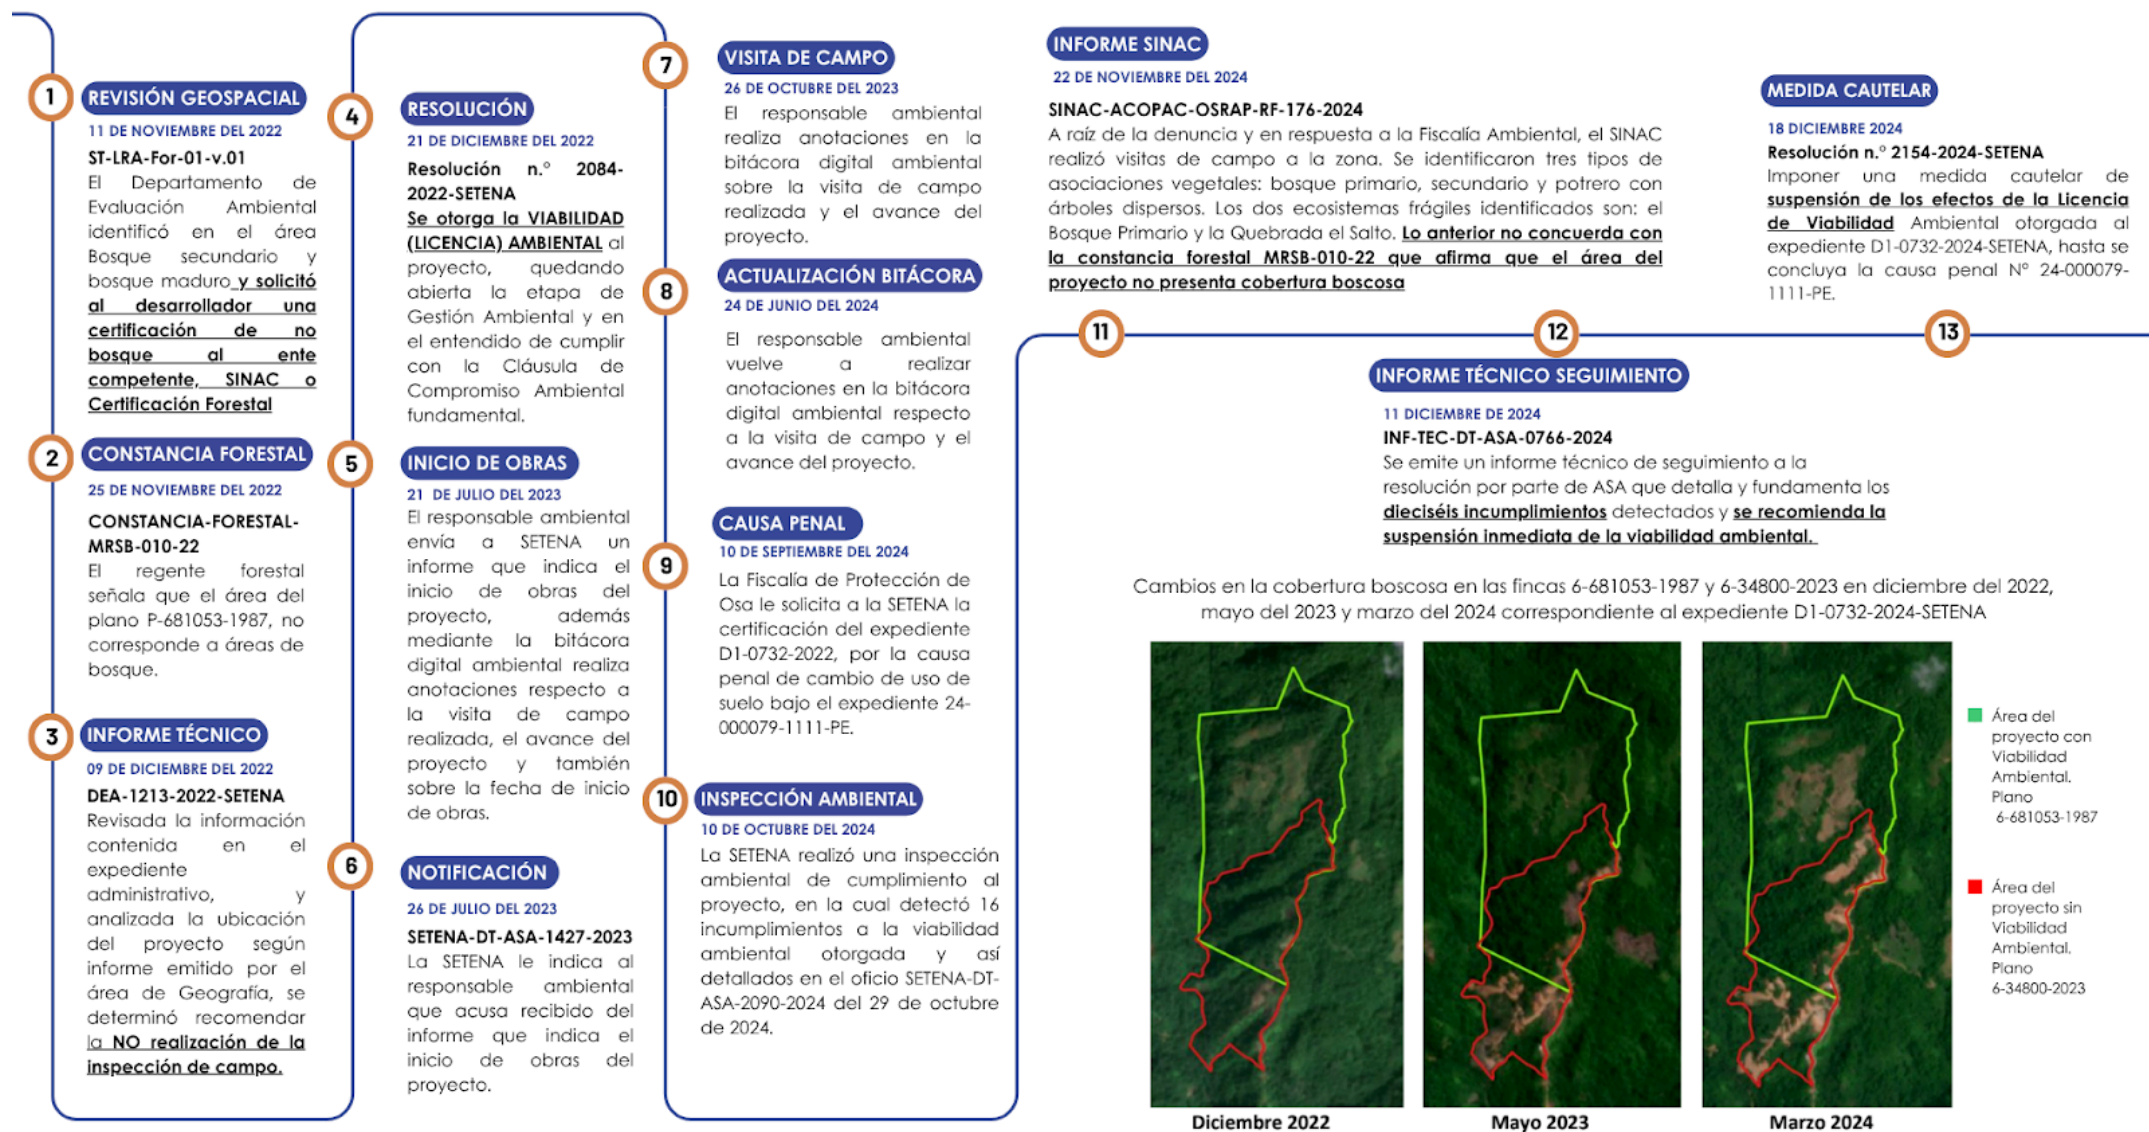 1
REVISIÓN GEOSPACIAL
11 DE NOVIEMBRE DEL 2022
ST-LRA-For-01-v.01
El Departamento de
Evaluación Ambiental
identificó en el área
Bosque secundario y
bosque maduro y solicitó
al desarrollador una
certificación de no
bosque al ente
competente, SINAC o
Certificación Forestal
2
CONSTANCIA FORESTAL
25 DE NOVIEMBRE DEL 2022
CONSTANCIA-FORESTAL-
MRSB-010-22
El regente forestal
señala que el área del
plano P-681053-1987, no
corresponde a áreas de
bosque.
3
INFORME TÉCNICO
09 DE DICIEMBRE DEL 2022
DEA-1213-2022-SETENA
Revisada la información
contenida en el
expediente
administrativo, y
analizada la ubicación
del proyecto según
informe emitido por el
área de Geografía, se
determinó recomendar
la NO realización de la
inspección de campo.
4
RESOLUCIÓN
21 DE DICIEMBRE DEL 2022
Resolución n.º 2084-
2022-SETENA
Se otorga la VIABILIDAD
(LICENCIA) AMBIENTAL al
proyecto, quedando
abierta la etapa de
Gestión Ambiental y en
el entendido de cumplir
con la Cláusula de
Compromiso Ambiental
fundamental.
5
INICIO DE OBRAS
21 DE JULIO DEL 2023
El responsable ambiental
envía a SETENA un
informe que indica el
inicio de obras del
proyecto, además
mediante la bitácora
digital ambiental realiza
anotaciones respecto a
la visita de campo
realizada, el avance del
proyecto y también
sobre la fecha de inicio
de obras.
6
NOTIFICACIÓN
26 DE JULIO DEL 2023
SETENA-DT-ASA-1427-2023
La SETENA le indica al
responsable ambiental
que acusa recibido del
informe que indica el
inicio de obras del
proyecto.
7
VISITA DE CAMPO
26 DE OCTUBRE DEL 2023
El responsable ambiental
realiza anotaciones en la
bitácora digital ambiental
sobre la visita de campo
realizada y el avance del
proyecto.
8
ACTUALIZACIÓN BITÁCORA
24 DE JUNIO DEL 2024
El responsable ambiental
vuelve a realizar
anotaciones en la bitácora
digital ambiental respecto
a la visita de campo y el
avance del proyecto.
9
CAUSA PENAL
10 DE SEPTIEMBRE DEL 2024
La Fiscalía de Protección de
Osa le solicita a la SETENA la
certificación del expediente
D1-0732-2022, por la causa
penal de cambio de uso de
suelo bajo el expediente 24-
000079-1111-PE.
10
INSPECCIÓN AMBIENTAL
10 DE OCTUBRE DEL 2024
La SETENA realizó una inspección
ambiental de cumplimiento al
proyecto, en la cual detectó 16
incumplimientos a la viabilidad
ambiental otorgada y así
detallados en el oficio SETENA-DT-
ASA-2090-2024 del 29 de octubre
de 2024.
INFORME SINAC
22 DE NOVIEMBRE DEL 2024
SINAC-ACOPAC-OSRAP-RF-176-2024
A raíz de la denuncia y en respuesta a la Fiscalía Ambiental, el SINAC
realizó visitas de campo a la zona. Se identificaron tres tipos de
asociaciones vegetales: bosque primario, secundario y potrero con
árboles dispersos. Los dos ecosistemas frágiles identificados son: el
Bosque Primario y la Quebrada el Salto. Lo anterior no concuerda con
la constancia forestal MRSB-010-22 que afirma que el área del
proyecto no presenta cobertura boscosa
11
12
INFORME TÉCNICO SEGUIMIENTO
11 DICIEMBRE DE 2024
INF-TEC-DT-ASA-0766-2024
Se emite un informe técnico de seguimiento a la
resolución por parte de ASA que detalla y fundamenta los
dieciséis incumplimientos detectados y se recomienda la
suspensión inmediata de la viabilidad ambiental.
MEDIDA CAUTELAR
18 DICIEMBRE 2024
Resolución n.º 2154-2024-SETENA
Imponer una medida cautelar de
suspensión de los efectos de la Licencia
de Viabilidad Ambiental otorgada al
expediente D1-0732-2024-SETENA, hasta se
concluya la causa penal Nº 24-000079-
1111-PE.
13
Cambios en la cobertura boscosa en las fincas 6-681053-1987 y 6-34800-2023 en diciembre del 2022,
mayo del 2023 y marzo del 2024 correspondiente al expediente D1-0732-2024-SETENA
Área del
proyecto con
Viabilidad
Ambiental.
Plano
6-681053-1987
Área del
proyecto sin
Viabilidad
Ambiental.
Plano
6-34800-2023
Diciembre 2022
Mayo 2023
Marzo 2024